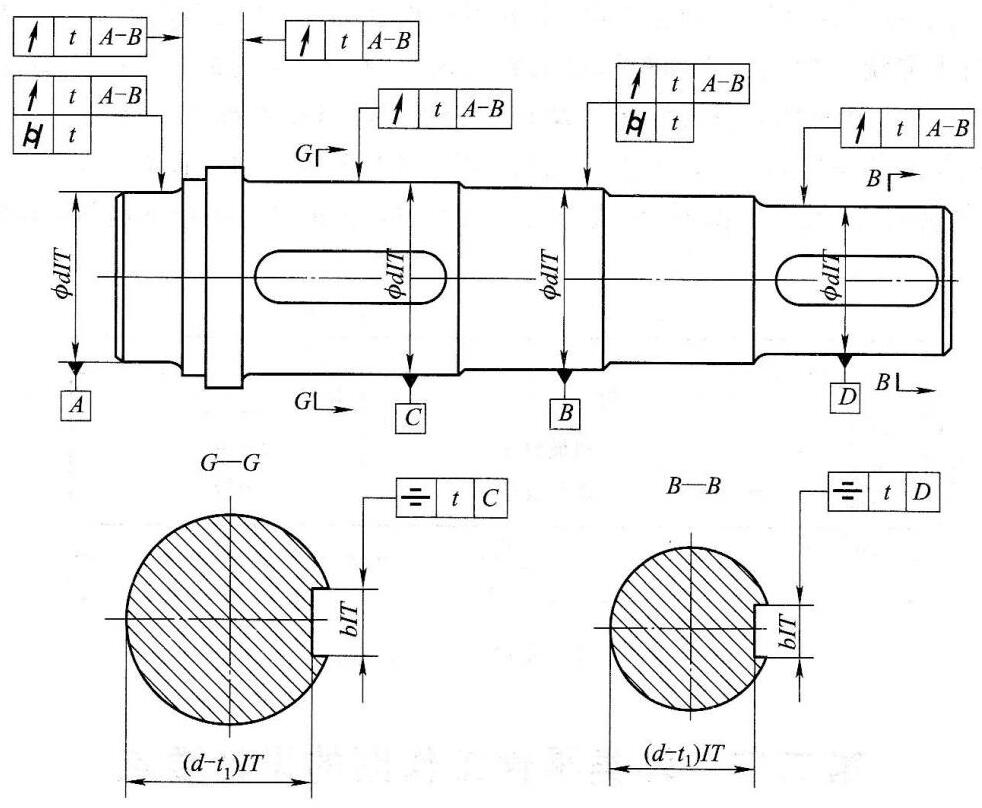 t A-B
t A-B
t A-B
t
t A-B
t A-B
t
t A-B
G
B
ϕdIT
ϕdIT
ϕdIT
ϕdIT
A
G
C
B
D
B
G—G
t C
B—B
t D
bIT
bIT
(d-t₁)IT
(d-t₁)IT